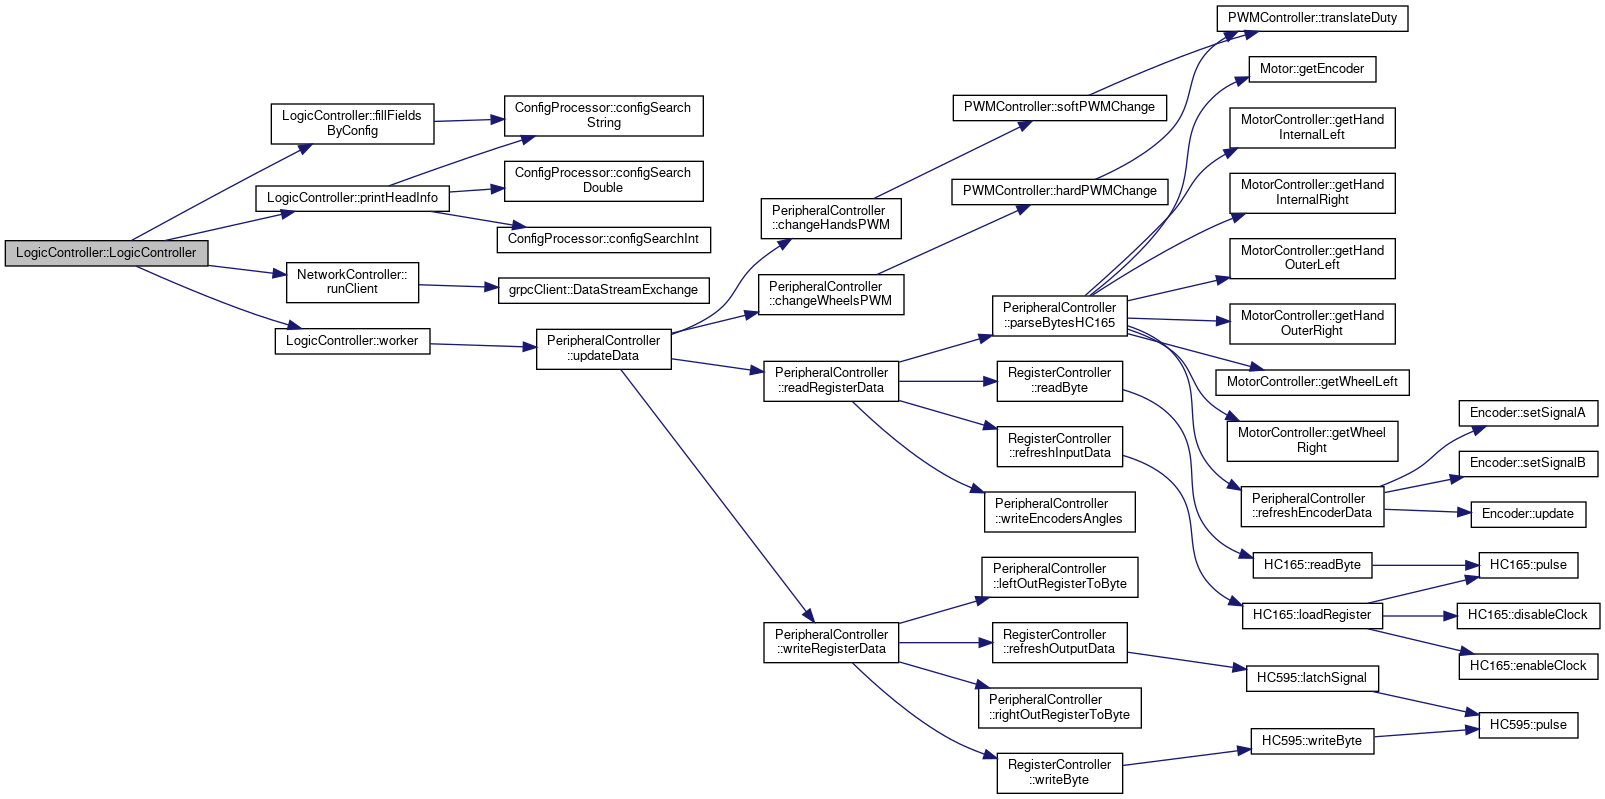 LogicController::LogicController
LogicController::fillFields
ByConfig
LogicController::printHeadInfo
NetworkController::
runClient
LogicController::worker
ConfigProcessor::configSearch
String
ConfigProcessor::configSearch
Double
ConfigProcessor::configSearchInt
grpcClient::DataStreamExchange
PeripheralController
::updateData
PeripheralController
::changeHandsPWM
PeripheralController
::changeWheelsPWM
PeripheralController
::readRegisterData
PeripheralController
::writeRegisterData
PWMController::softPWMChange
PWMController::hardPWMChange
PeripheralController
::parseBytesHC165
RegisterController
::readByte
RegisterController
::refreshInputData
PeripheralController
::writeEncodersAngles
PeripheralController
::leftOutRegisterToByte
RegisterController
::refreshOutputData
PeripheralController
::rightOutRegisterToByte
RegisterController
::writeByte
PWMController::translateDuty
Motor::getEncoder
MotorController::getHand
InternalLeft
MotorController::getHand
InternalRight
MotorController::getHand
OuterLeft
MotorController::getHand
OuterRight
MotorController::getWheelLeft
MotorController::getWheel
Right
PeripheralController
::refreshEncoderData
HC165::readByte
HC165::loadRegister
HC595::latchSignal
HC595::writeByte
Encoder::setSignalA
Encoder::setSignalB
Encoder::update
HC165::pulse
HC165::disableClock
HC165::enableClock
HC595::pulse